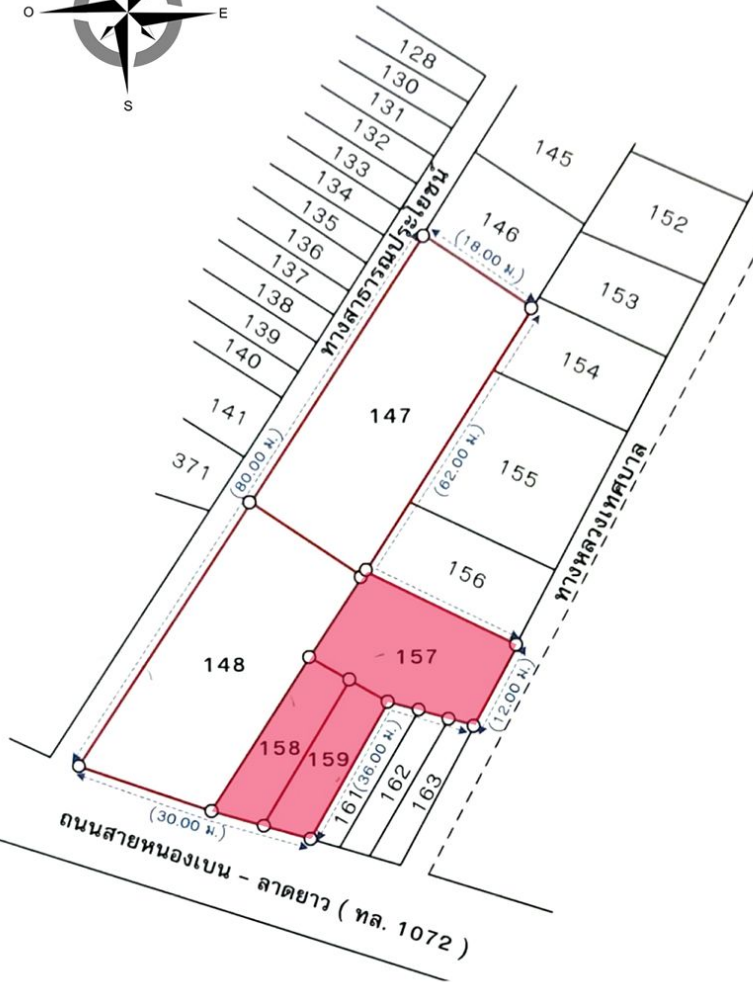 O
E
S
128
130
131
132
133
134
135
136
137
138
139
140
141
371
145
146
152
153
154
155
156
ทางสาธารณประโยชน์
(18.00 ม.)
147
(80.00 ม.)
(62.00 ม.)
ทางหลวงเทศบาล
148
157
(12.00 ม.)
158
159
(36.00 ม.)
161
162
163
(30.00 ม.)
ถนนสายหนองเบน - ลาดยาว ( ทล. 1072 )